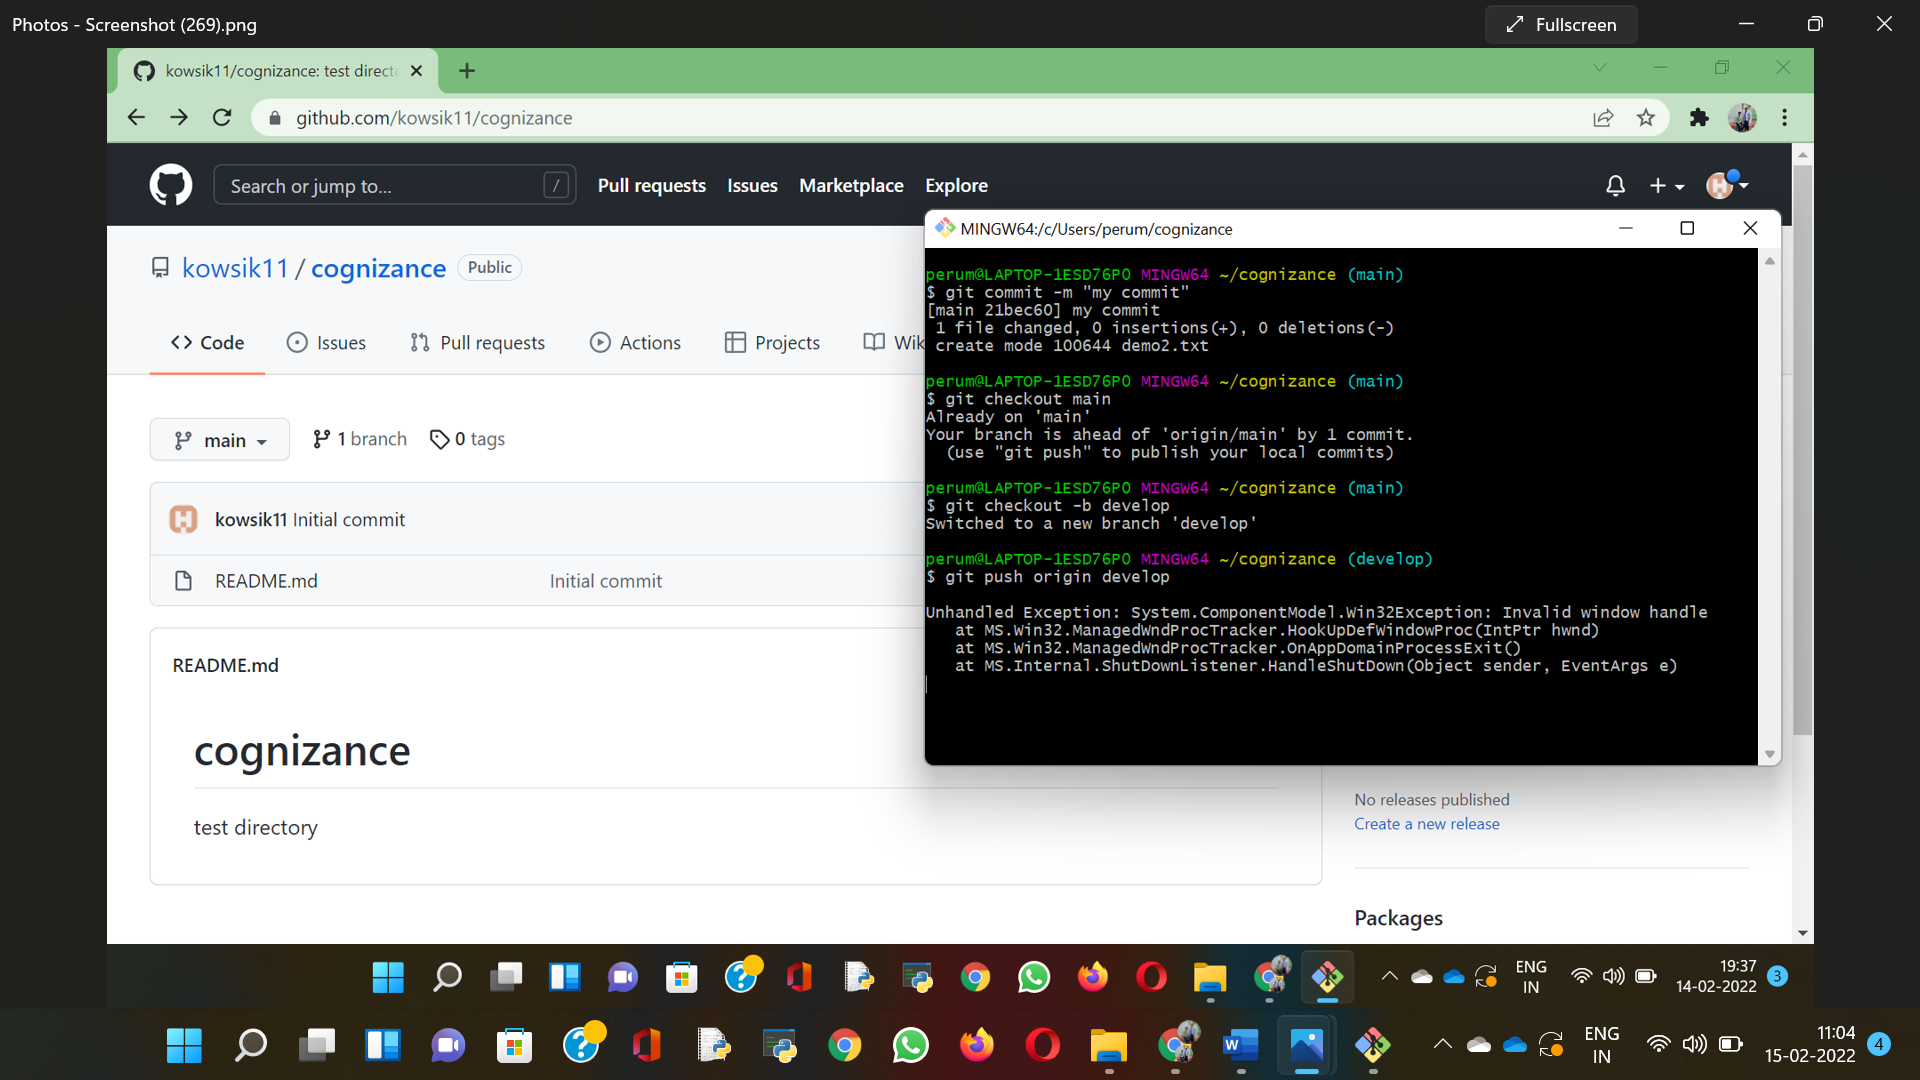 Photos - Screenshot (269).png
Fullscreen
kowsik11/cognizance: test direct
github.com/kowsik11/cognizance
Search or jump to...
/
Pull requests
Issues
Marketplace
Explore
kowsik11 / cognizance
Public
Code
Issues
Pull requests
Actions
Projects
Wik
main
1 branch
0 tags
kowsik11 Initial commit
README.md
Initial commit
README.md
cognizance
test directory
MINGW64:/c/Users/perum/cognizance
perum@LAPTOP-1ESD76P0 MINGW64 ~/cognizance (main)
$ git commit -m "my commit"
[main 21bec60] my commit
1 file changed, 0 insertions(+), 0 deletions(-)
create mode 100644 demo2.txt
perum@LAPTOP-1ESD76P0 MINGW64 ~/cognizance (main)
$ git checkout main
Already on 'main'
Your branch is ahead of 'origin/main' by 1 commit.
(use "git push" to publish your local commits)
perum@LAPTOP-1ESD76P0 MINGW64 ~/cognizance (main)
$ git checkout -b develop
Switched to a new branch 'develop'
perum@LAPTOP-1ESD76P0 MINGW64 ~/cognizance (develop)
$ git push origin develop
Unhandled Exception: System.ComponentModel.Win32Exception: Invalid window handle
at MS.Win32.ManagedWndProcTracker.HookUpDefWindowProc(IntPtr hwnd)
at MS.Win32.ManagedWndProcTracker.OnAppDomainProcessExit()
at MS.Internal.ShutDownListener.HandleShutDown(Object sender, EventArgs e)
No releases published
Create a new release
Packages
ENG
IN
19:37
14-02-2022
3
ENG
IN
11:04
15-02-2022
4